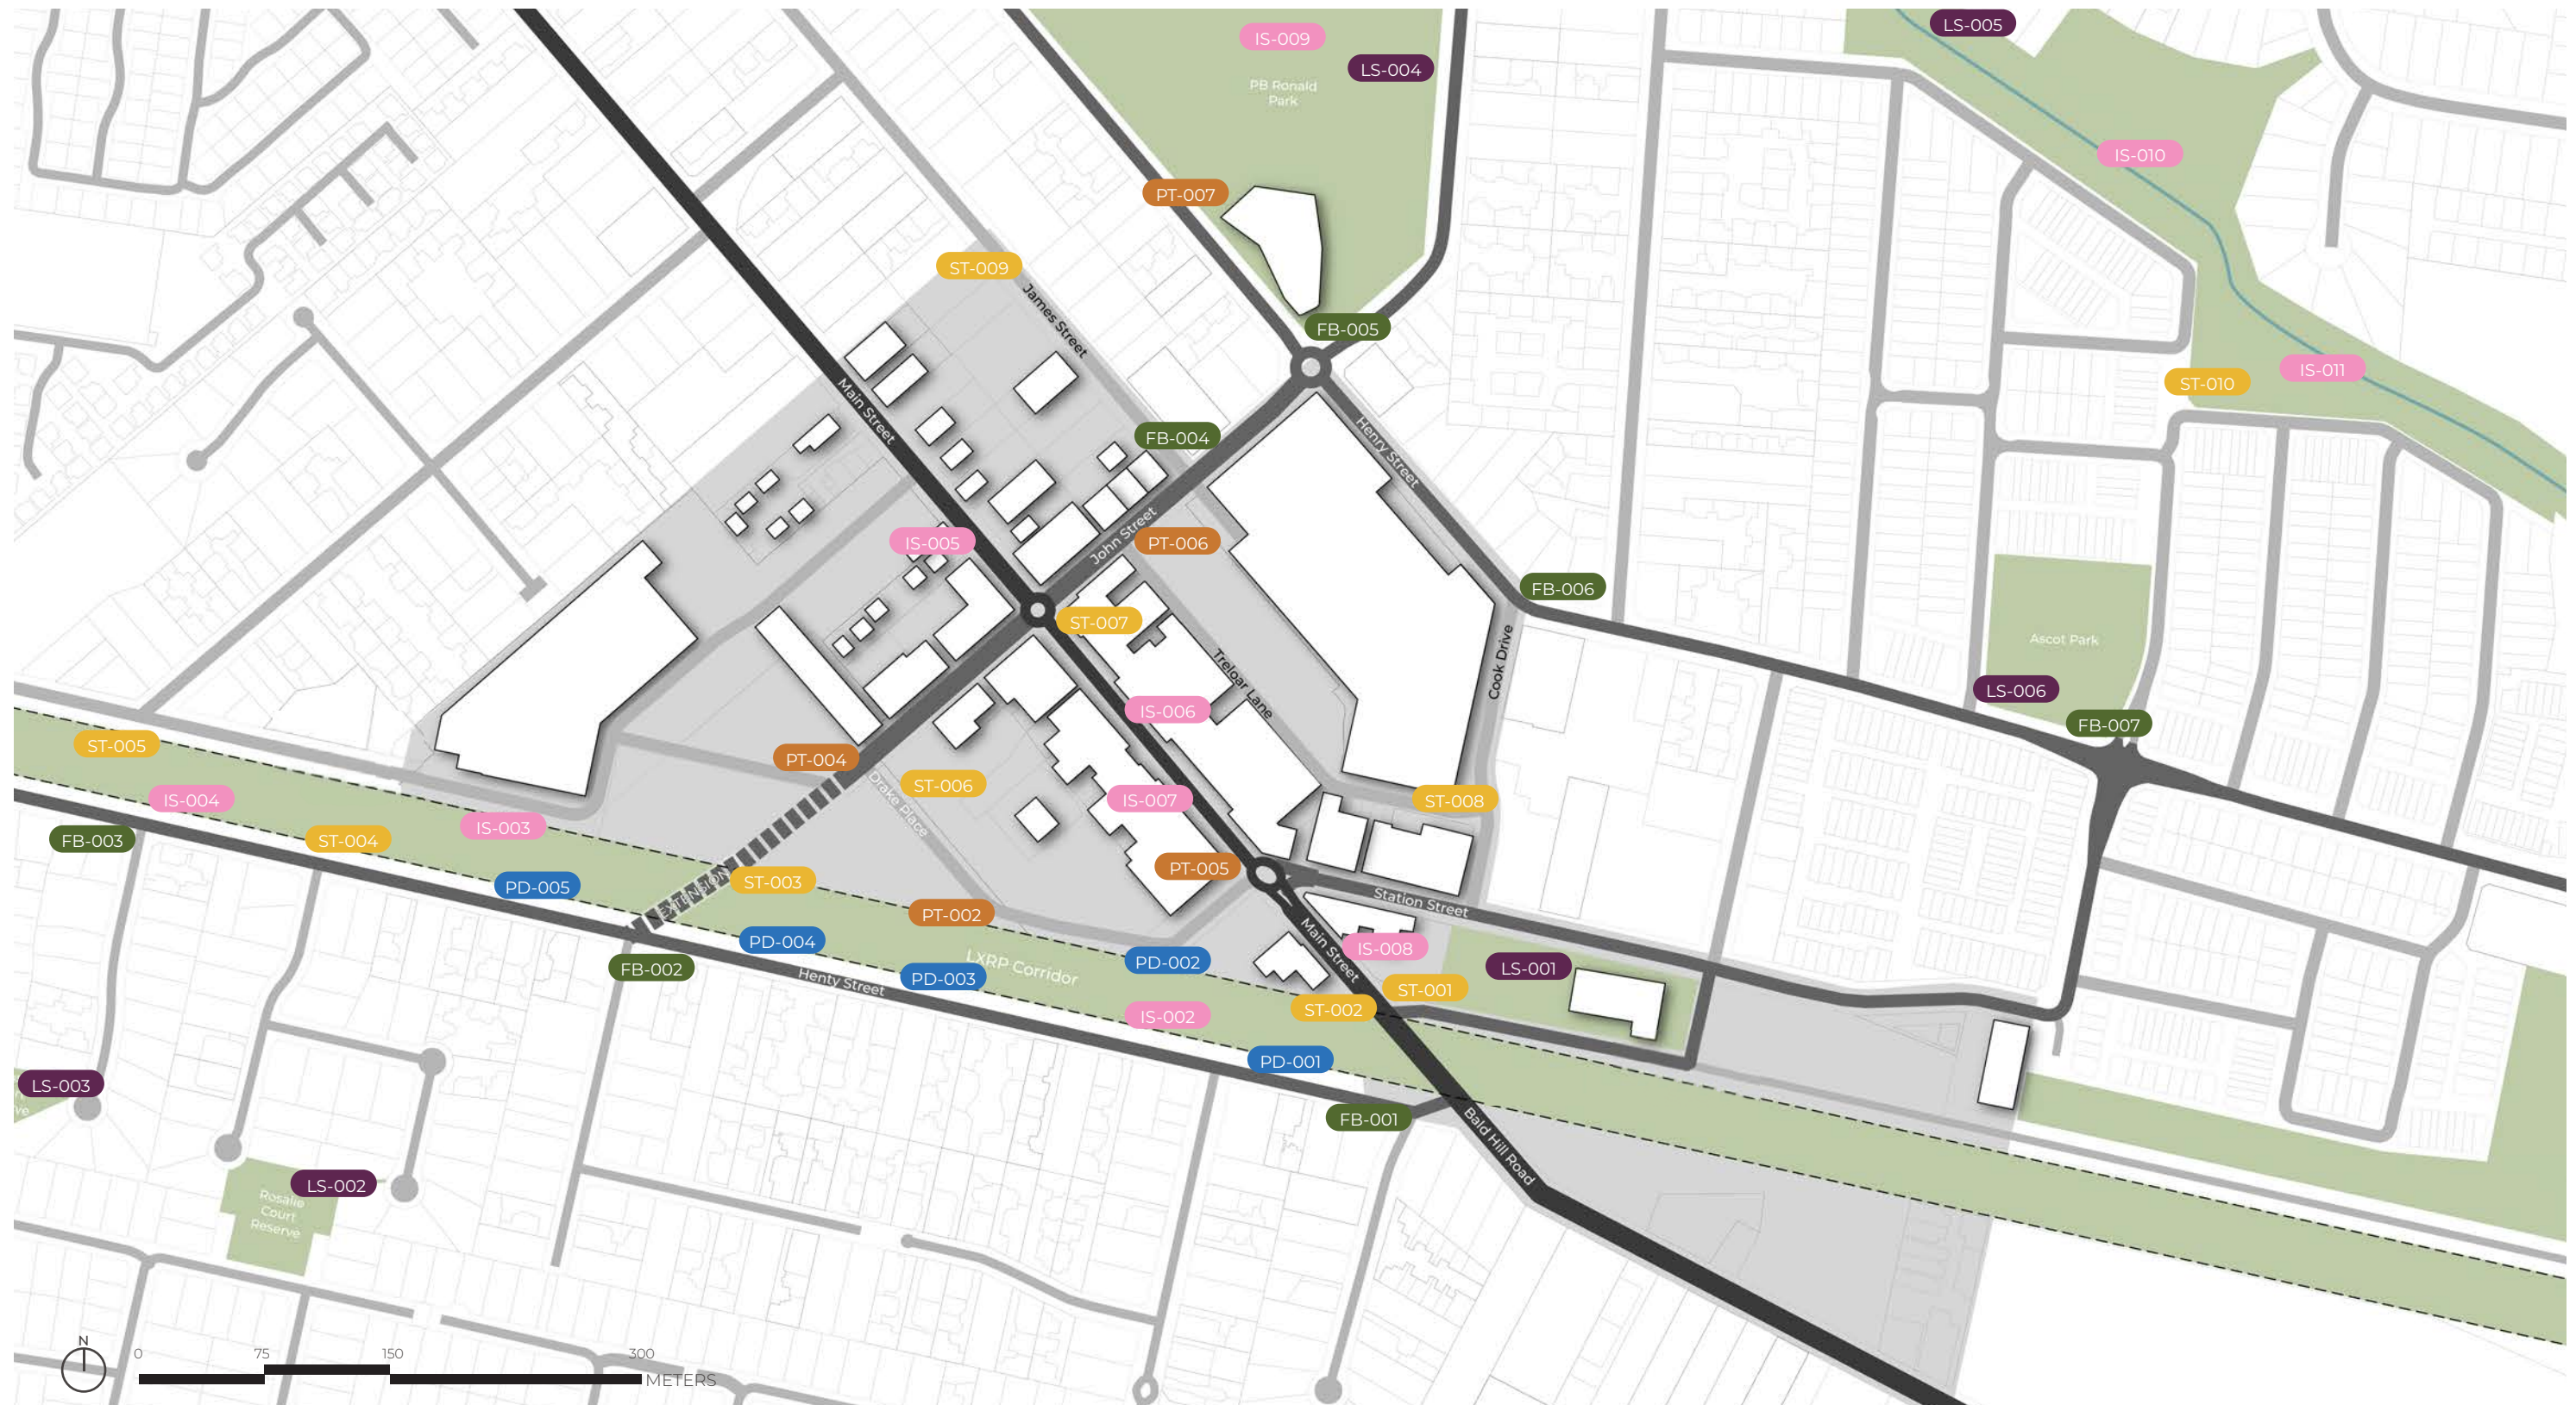 LS-005
IS-009
LS-004
PB Ronald
Park
IS-010
PT-007
ST-009
James Street
FB-005
IS-011
ST-010
Main Street
FB-004
Henry Street
IS-005
John Street
PT-006
FB-006
ST-007
Ascot Park
Treloar Lane
Cook Drive
LS-006
IS-006
FB-007
ST-005
PT-004
ST-006
Drake Place
IS-004
IS-007
ST-008
IS-003
FB-003
ST-004
PT-005
EXTENSION
ST-003
PD-005
Station Street
PT-002
PD-004
Main Street
IS-008
PD-002
LXRP Corridor
FB-002
LS-001
Henty Street
PD-003
ST-001
ST-002
IS-002
PD-001
LS-003
FB-001
Bald Hill Road
LS-002
Rosalie
Court
Reserve
N
0 75 150 300
METERS